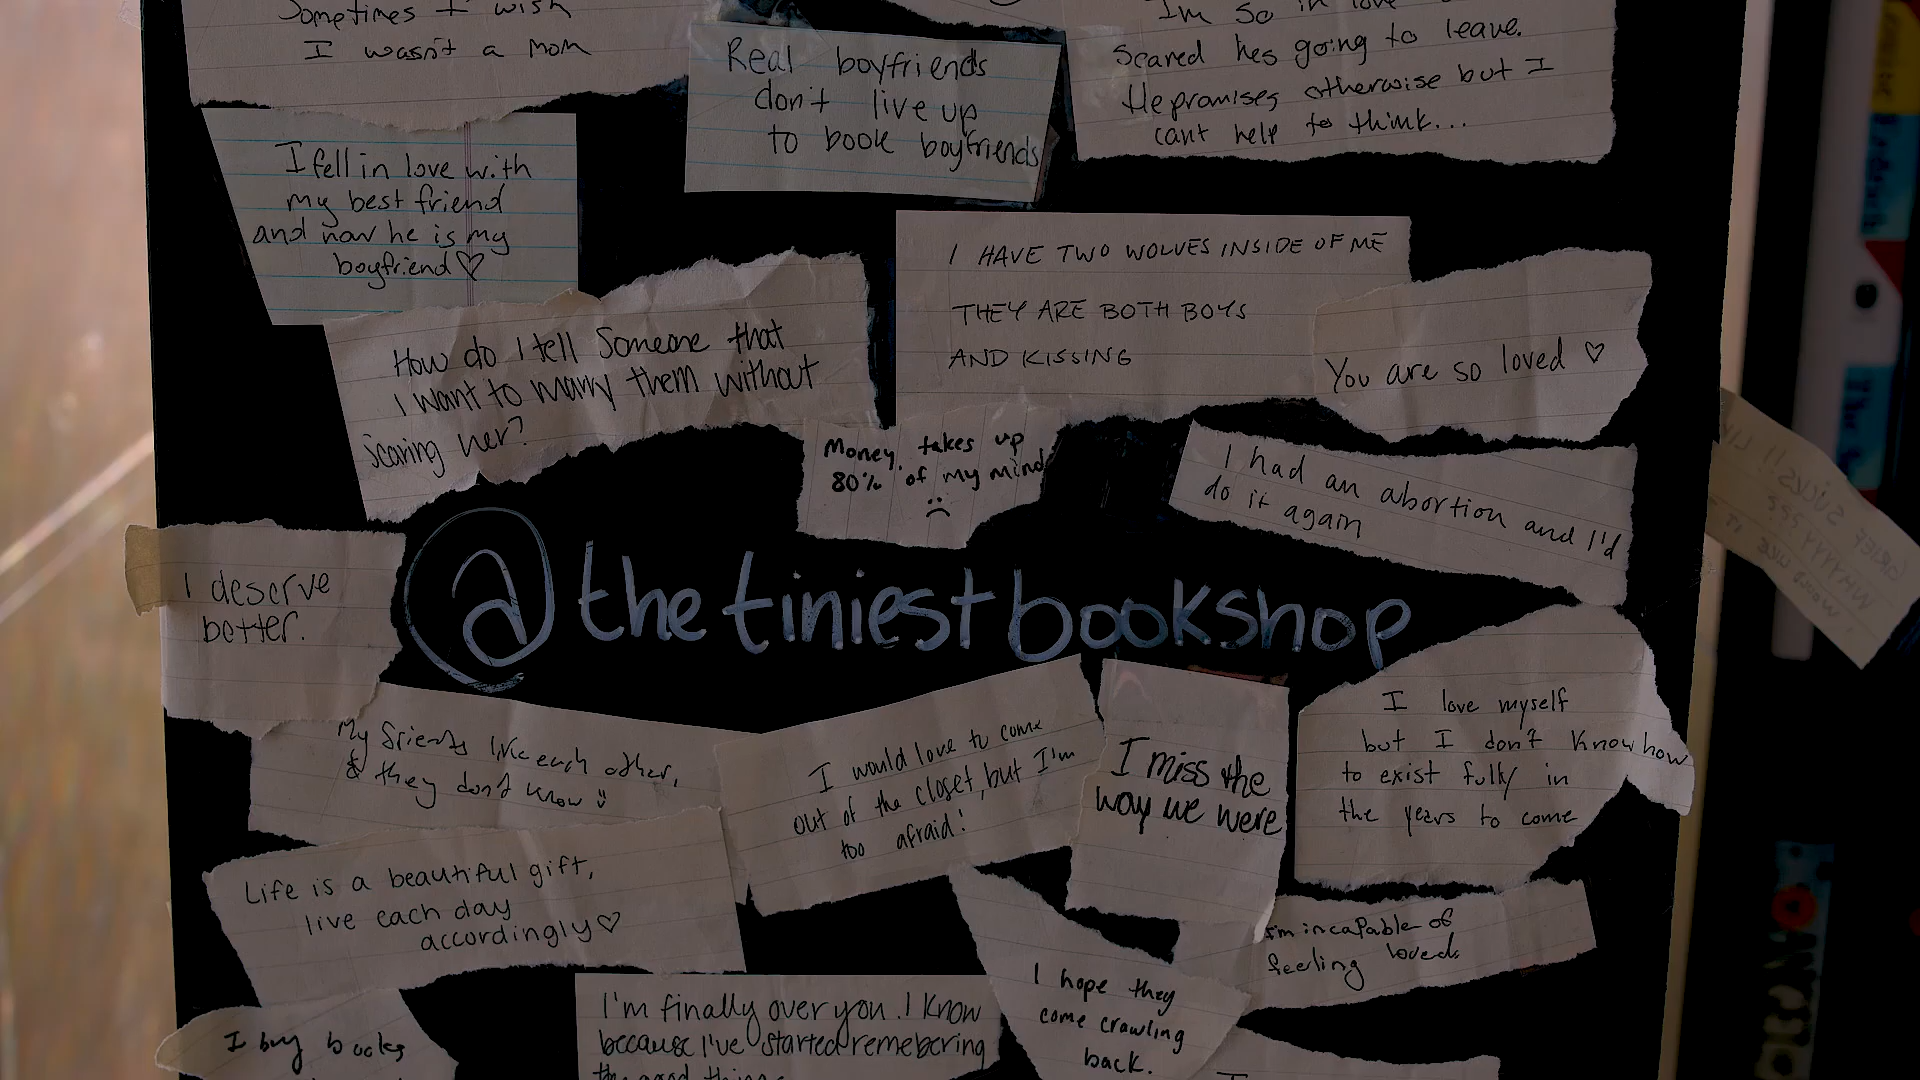 Sometimes I wish
I wasn't a mom
Real boyfriends
don't live up
to book boyfriends
I'm so in love
scared hes going to leave.
He promises otherwise but I
cant help to think...
I fell in love with
my best friend
and now he is my
boyfriend♡
I HAVE TWO WOLVES INSIDE OF ME
THEY ARE BOTH BOYS
AND KISSING
You are so loved ♡
How do I tell someone that
I want to marry them without
scaring her?
Money takes up
80% of my mind
☹
I had an abortion and I'd
do it again
I deserve
better.
@thetiniestbookshop
My friends like each other,
& they don't know
I would love to come
out of the closet, but I'm
too afraid!
I miss the
way we were
I love myself
but I don't know how
to exist fully in
the years to come
Life is a beautiful gift,
live each day
accordingly♡
I'm incapable of
feeling loved.
I hope they
come crawling
back.
I buy books
I'm finally over you. I know
because I've started remebering
the good things
GRIEF SUCKS!!
WHYYYY ???